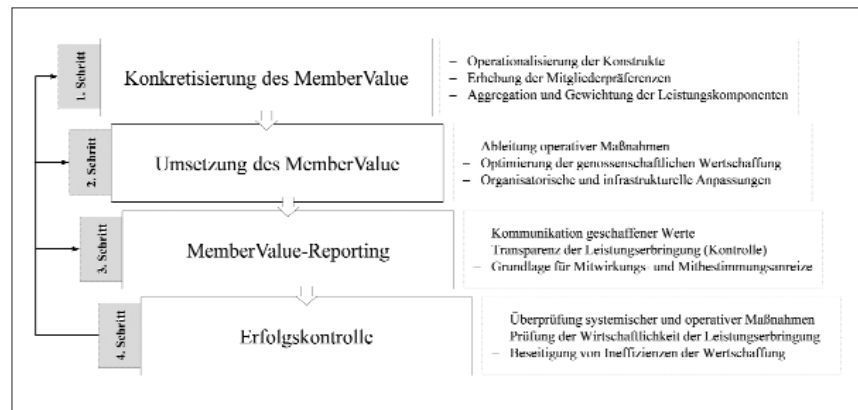 1. Schritt
Konkretisierung des MemberValue
– Operationalisierung der Konstrukte
– Erhebung der Mitgliederpräferenzen
– Aggregation und Gewichtung der Leistungskomponenten
2. Schritt
Umsetzung des MemberValue
Ableitung operativer Maßnahmen
– Optimierung der genossenschaftlichen Wertschaffung
– Organisatorische und infrastrukturelle Anpassungen
3. Schritt
MemberValue-Reporting
Kommunikation geschaffener Werte
Transparenz der Leistungserbringung (Kontrolle)
– Grundlage für Mitwirkungs- und Mitbestimmungsanreize
4. Schritt
Erfolgskontrolle
Überprüfung systemischer und operativer Maßnahmen
Prüfung der Wirtschaftlichkeit der Leistungserbringung
– Beseitigung von Ineffizienzen der Wertschaffung